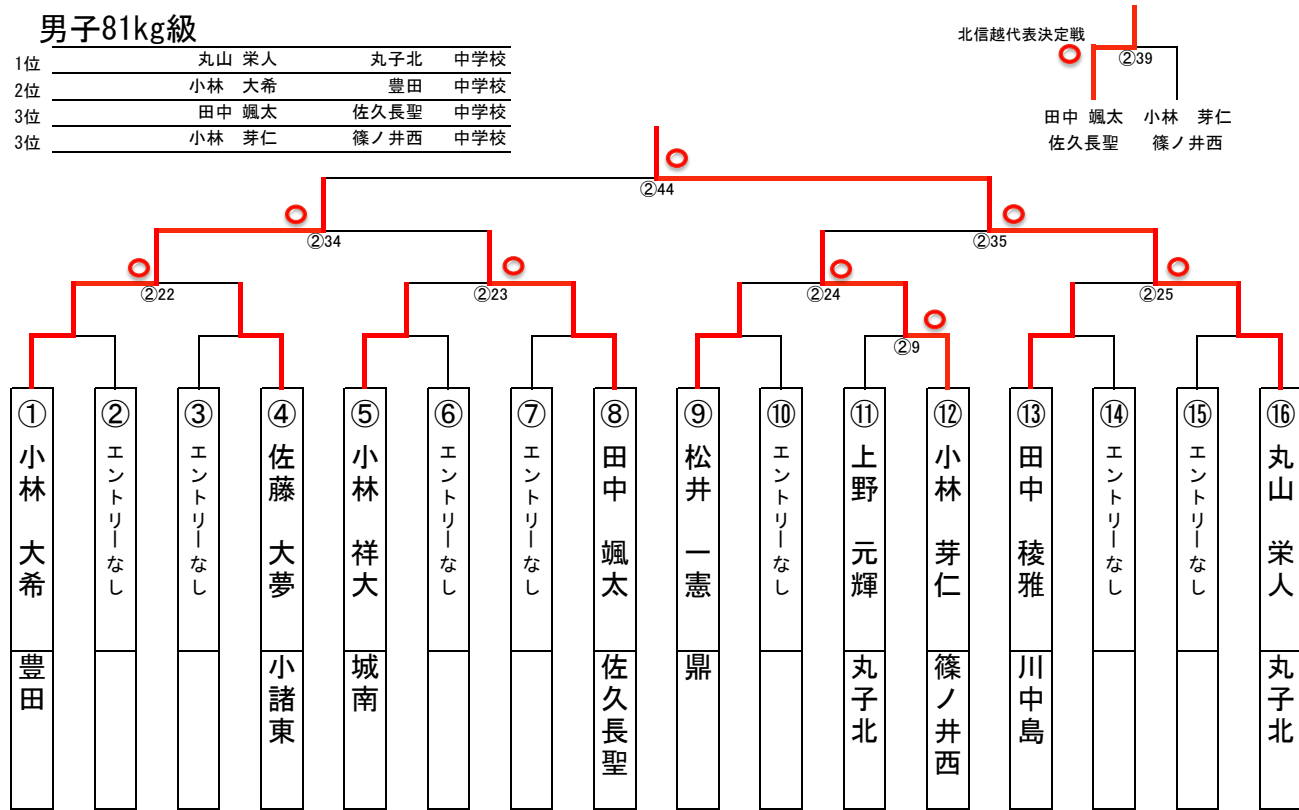 男子81kg級
1位 丸山 栄人 丸子北 中学校
2位 小林 大希 豊田 中学校
3位 田中 颯太 佐久長聖 中学校
3位 小林 芽仁 篠ノ井西 中学校
北信越代表決定戦
②39
田中 颯太 小林 芽仁
佐久長聖 篠ノ井西
②44
②34 ②35
②22 ②23 ②24 ②25
②9
① 小林 大希 豊田
② エントリーなし
③ エントリーなし
④ 佐藤 大夢 小諸東
⑤ 小林 祥大 城南
⑥ エントリーなし
⑦ エントリーなし
⑧ 田中 颯太 佐久長聖
⑨ 松井 一憲 鼎
⑩ エントリーなし
⑪ 上野 元輝 丸子北
⑫ 小林 芽仁 篠ノ井西
⑬ 田中 稜雅 川中島
⑭ エントリーなし
⑮ エントリーなし
⑯ 丸山 栄人 丸子北